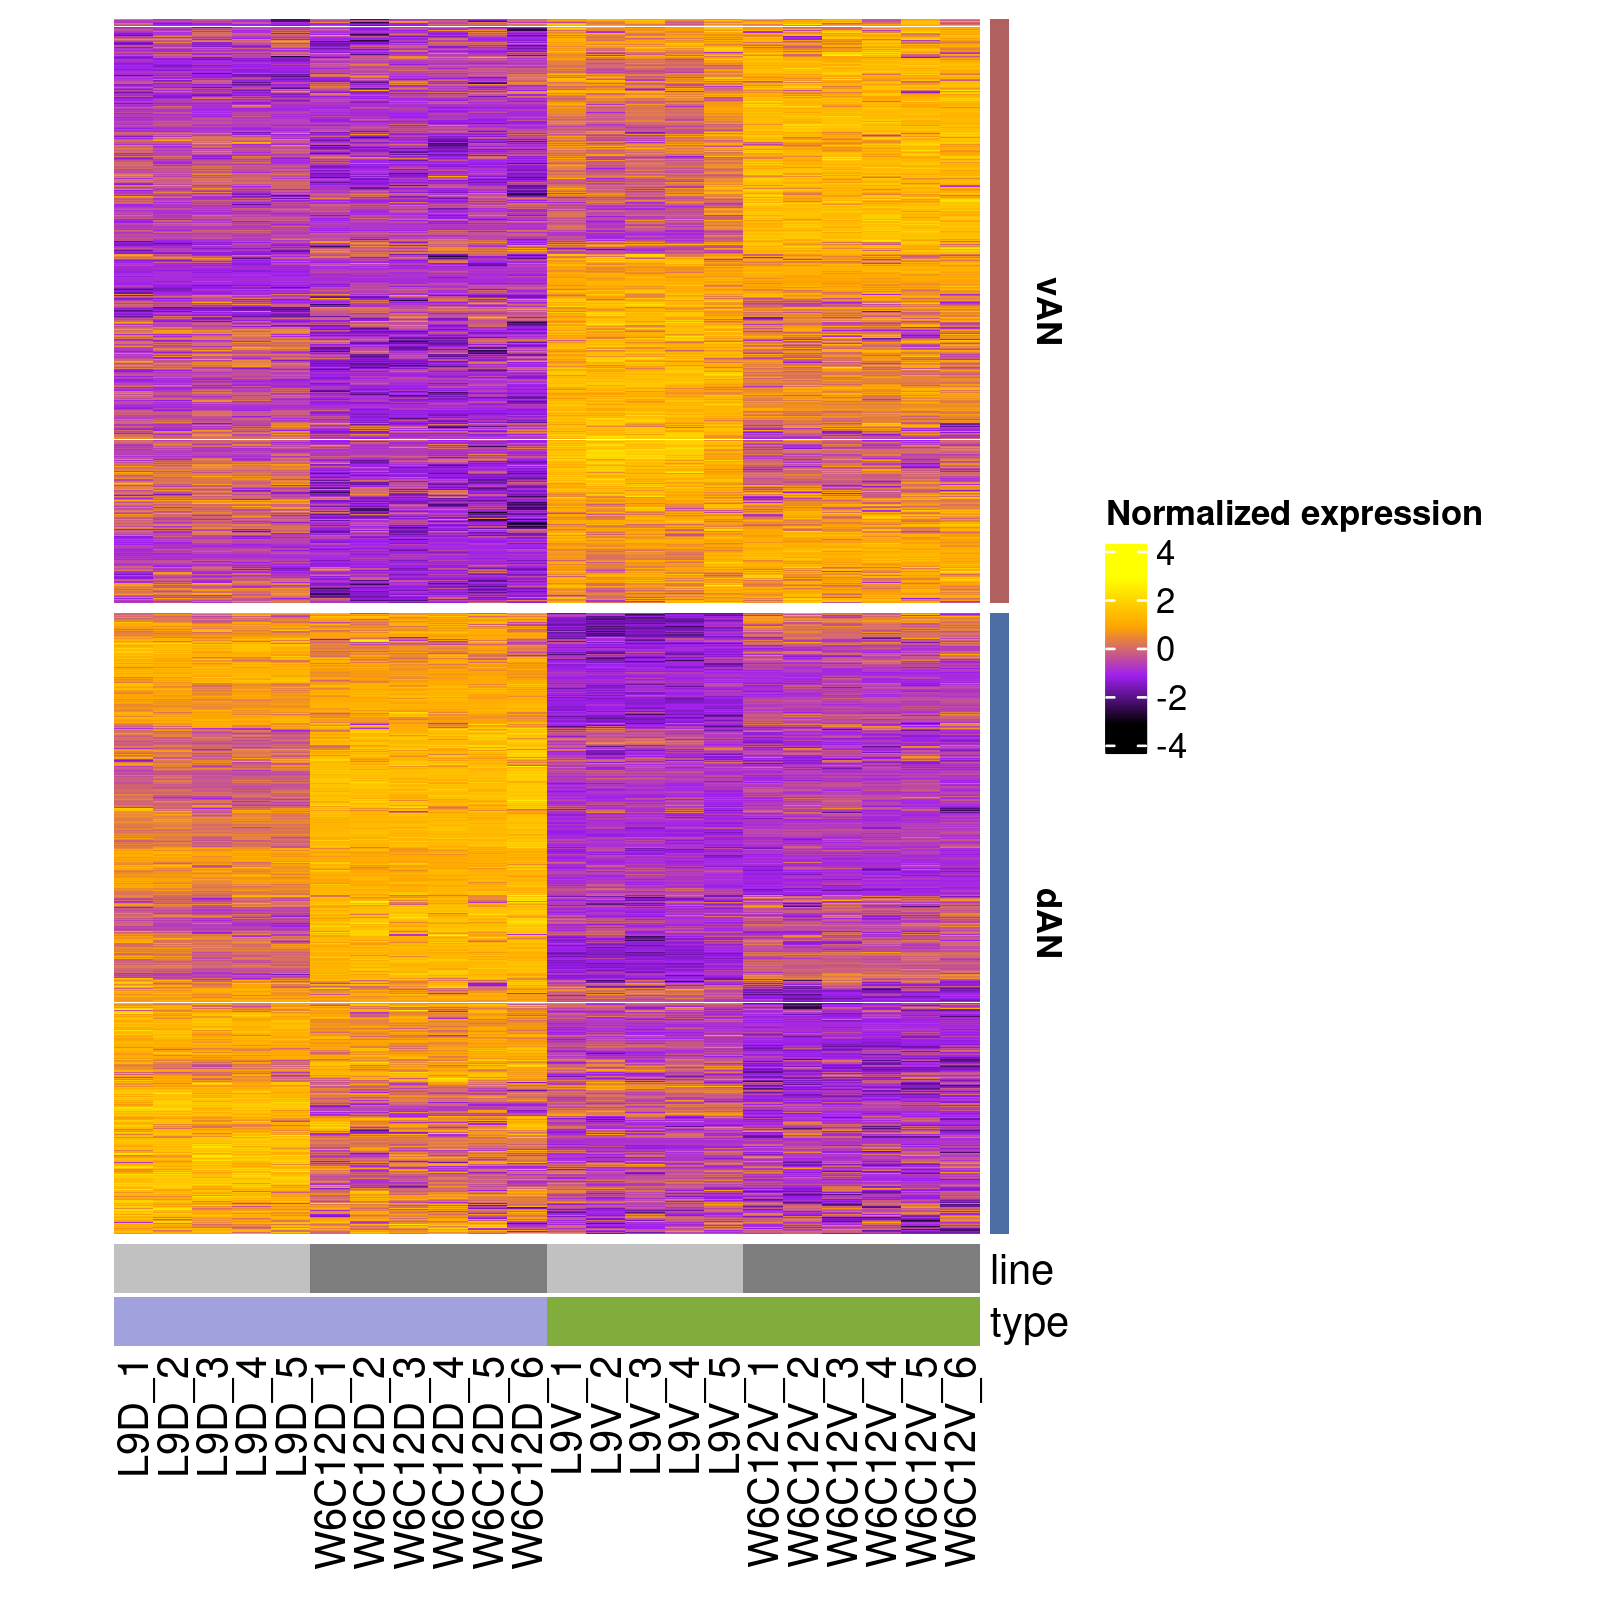 vAN
dAN
Normalized expression
4
2
0
-2
-4
line
type
L9D_1
L9D_2
L9D_3
L9D_4
L9D_5
W6C12D_1
W6C12D_2
W6C12D_3
W6C12D_4
W6C12D_5
W6C12D_6
L9V_1
L9V_2
L9V_3
L9V_4
L9V_5
W6C12V_1
W6C12V_2
W6C12V_3
W6C12V_4
W6C12V_5
W6C12V_6